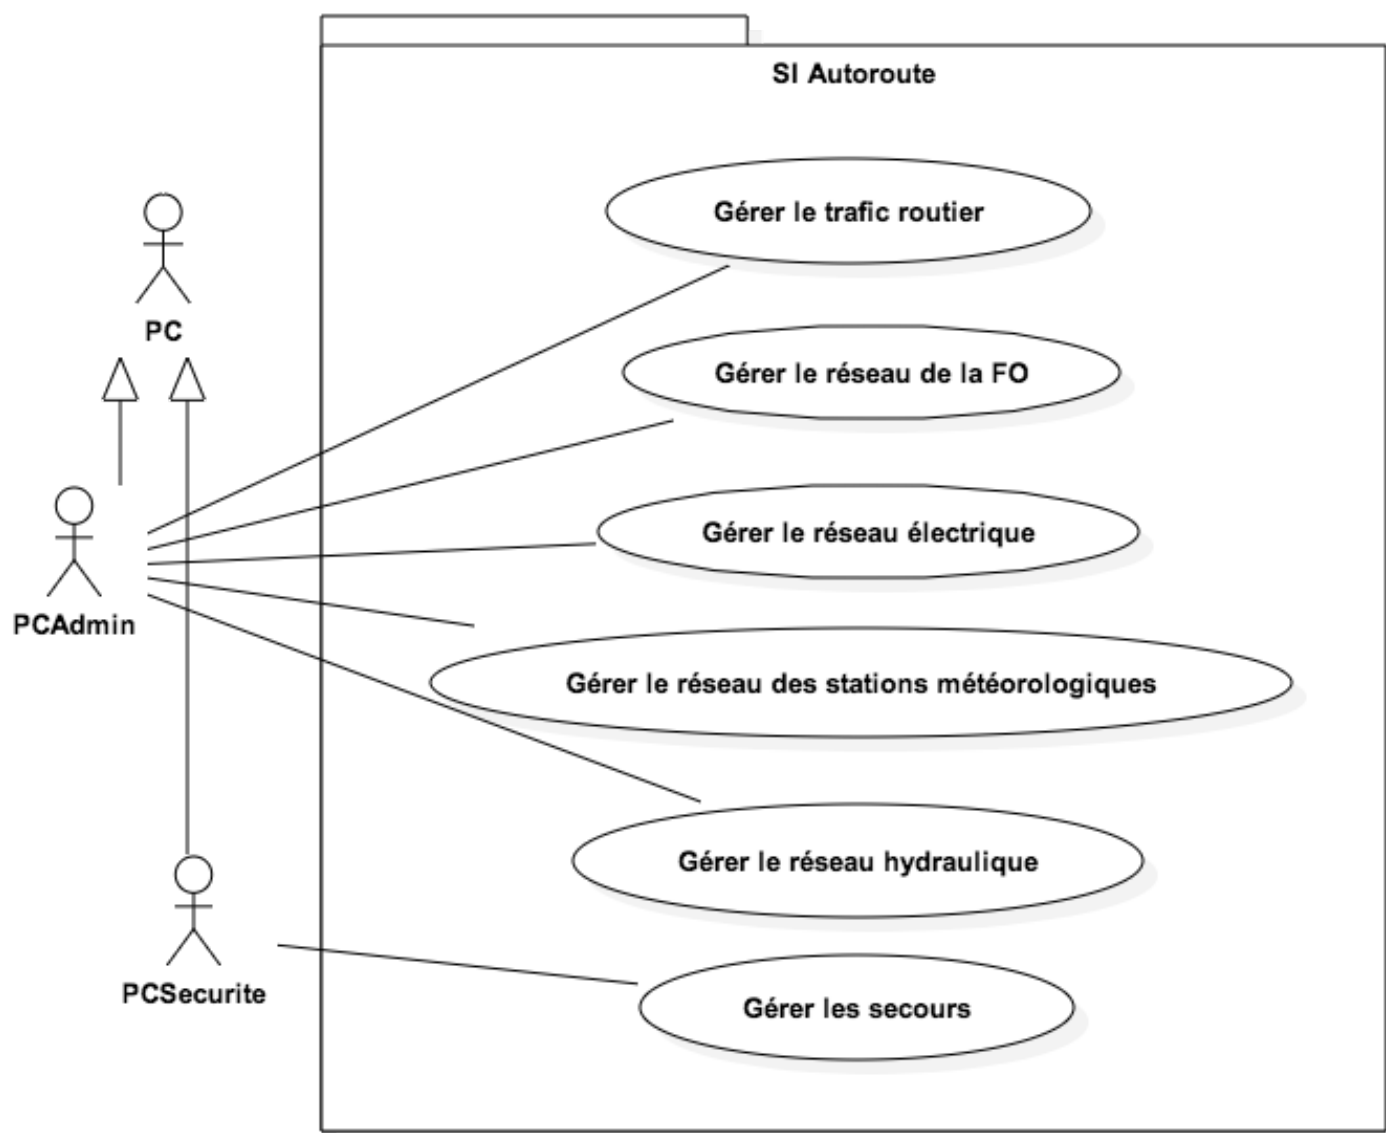 SI Autoroute
Gérer le trafic routier
PC
Gérer le réseau de la FO
Gérer le réseau électrique
PCAdmin
Gérer le réseau des stations météorologiques
Gérer le réseau hydraulique
PCSecurite
Gérer les secours